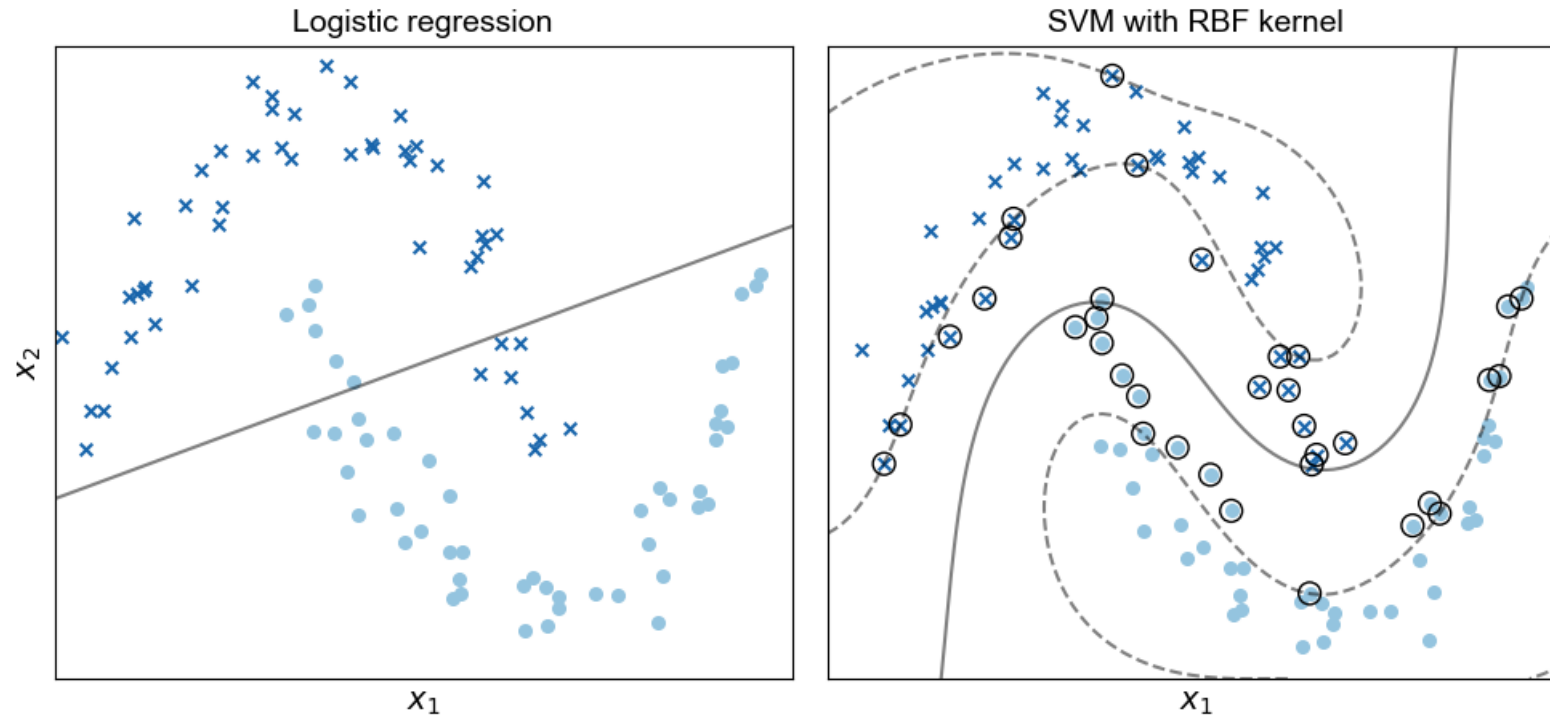 Logistic regression
SVM with RBF kernel
x₂
x₁
x₁